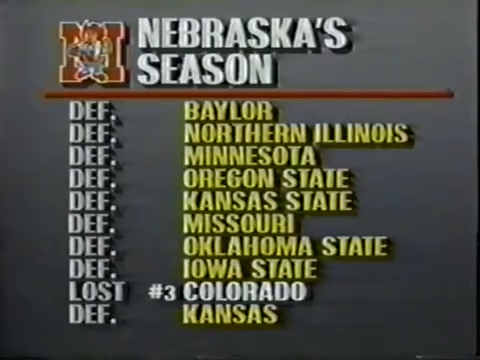 NEBRASKA'S
SEASON
DEF. BAYLOR
DEF. NORTHERN ILLINOIS
DEF. MINNESOTA
DEF. OREGON STATE
DEF. KANSAS STATE
DEF. MISSOURI
DEF. OKLAHOMA STATE
DEF. IOWA STATE
LOST #3 COLORADO
DEF. KANSAS